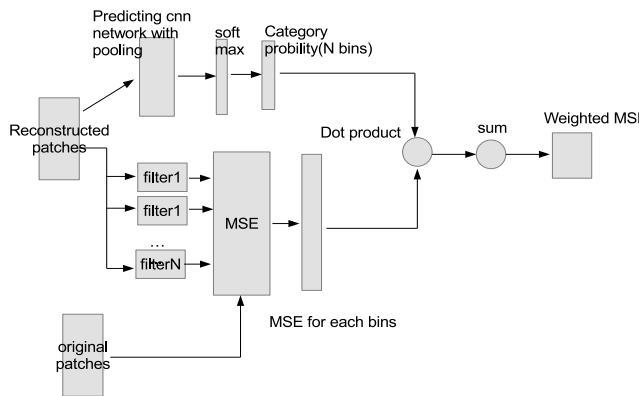 Predicting cnn
network with
pooling
soft
max
Category
probility(N bins)
Reconstructed
patches
Dot product
sum
Weighted MSE
filter1
filter1
...
filterN
MSE
MSE for each bins
original
patches